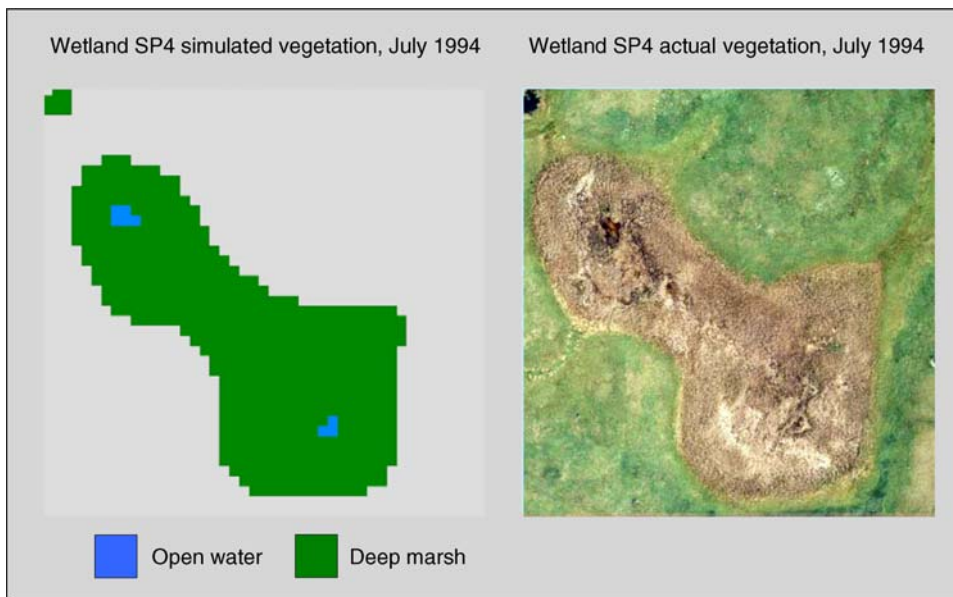 Wetland SP4 simulated vegetation, July 1994
Wetland SP4 actual vegetation, July 1994
Open water
Deep marsh